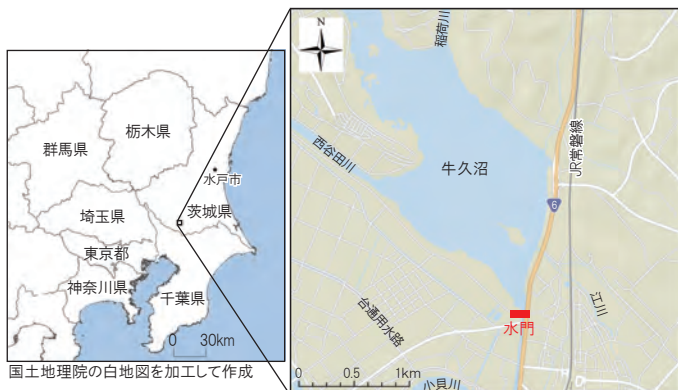 群馬県
栃木県
水戸市
茨城県
埼玉県
東京都
神奈川県
千葉県
0 30km
国土地理院の白地図を加工して作成
N
稲荷川
西谷田川
牛久沼
JR常磐線
6
台通用水路
水門
江川
小貝川
0 0.5 1km